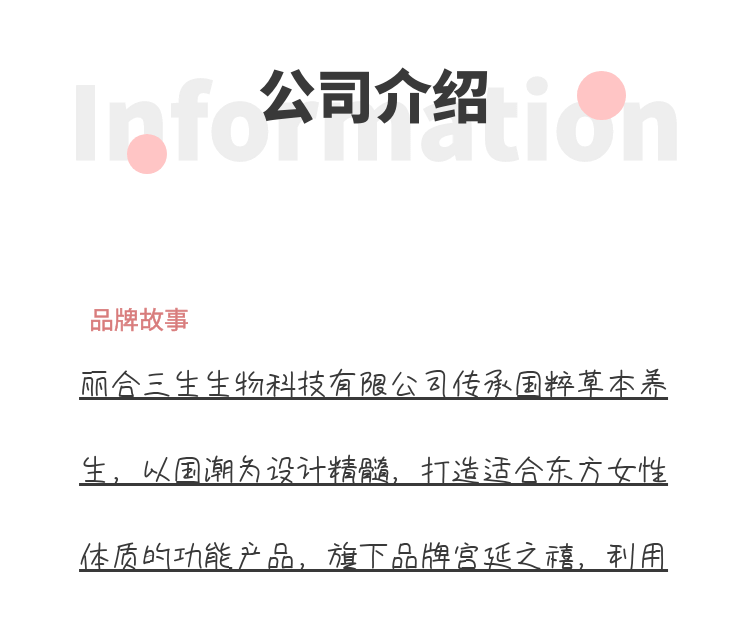 Information
公司介绍
品牌故事
丽合三生生物科技有限公司传承国粹草本养
生，以国潮为设计精髓，打造适合东方女性
体质的功能产品，旗下品牌宫延之禧，利用